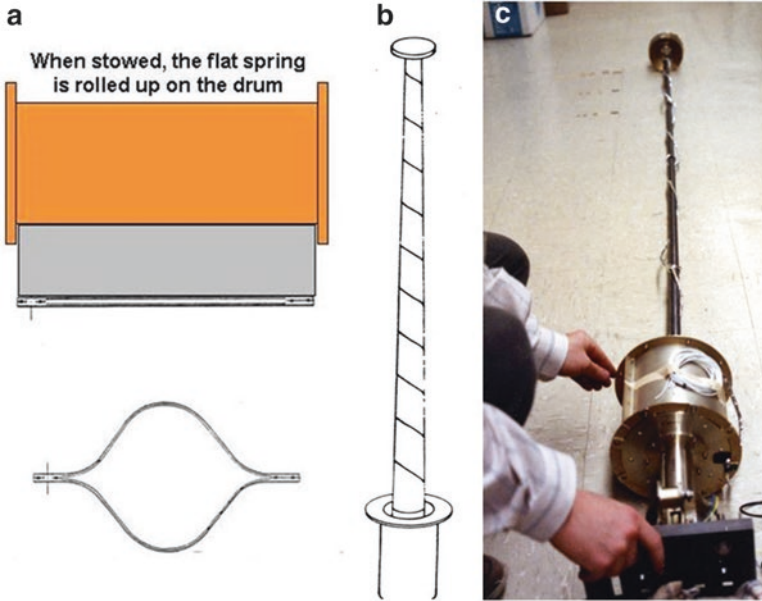 a
When stowed, the flat spring
is rolled up on the drum
b
c